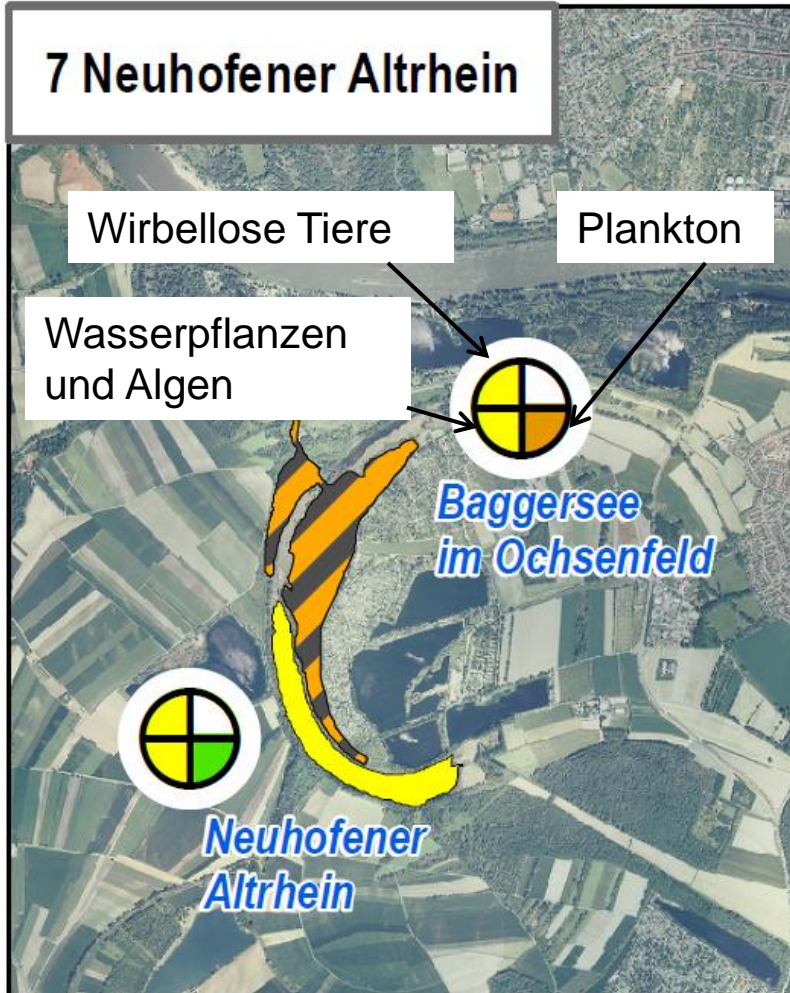 7 Neuhofener Altrhein
Wirbellose Tiere
Plankton
Wasserpflanzen
und Algen
Baggersee
im Ochsenfeld
Neuhofener
Altrhein